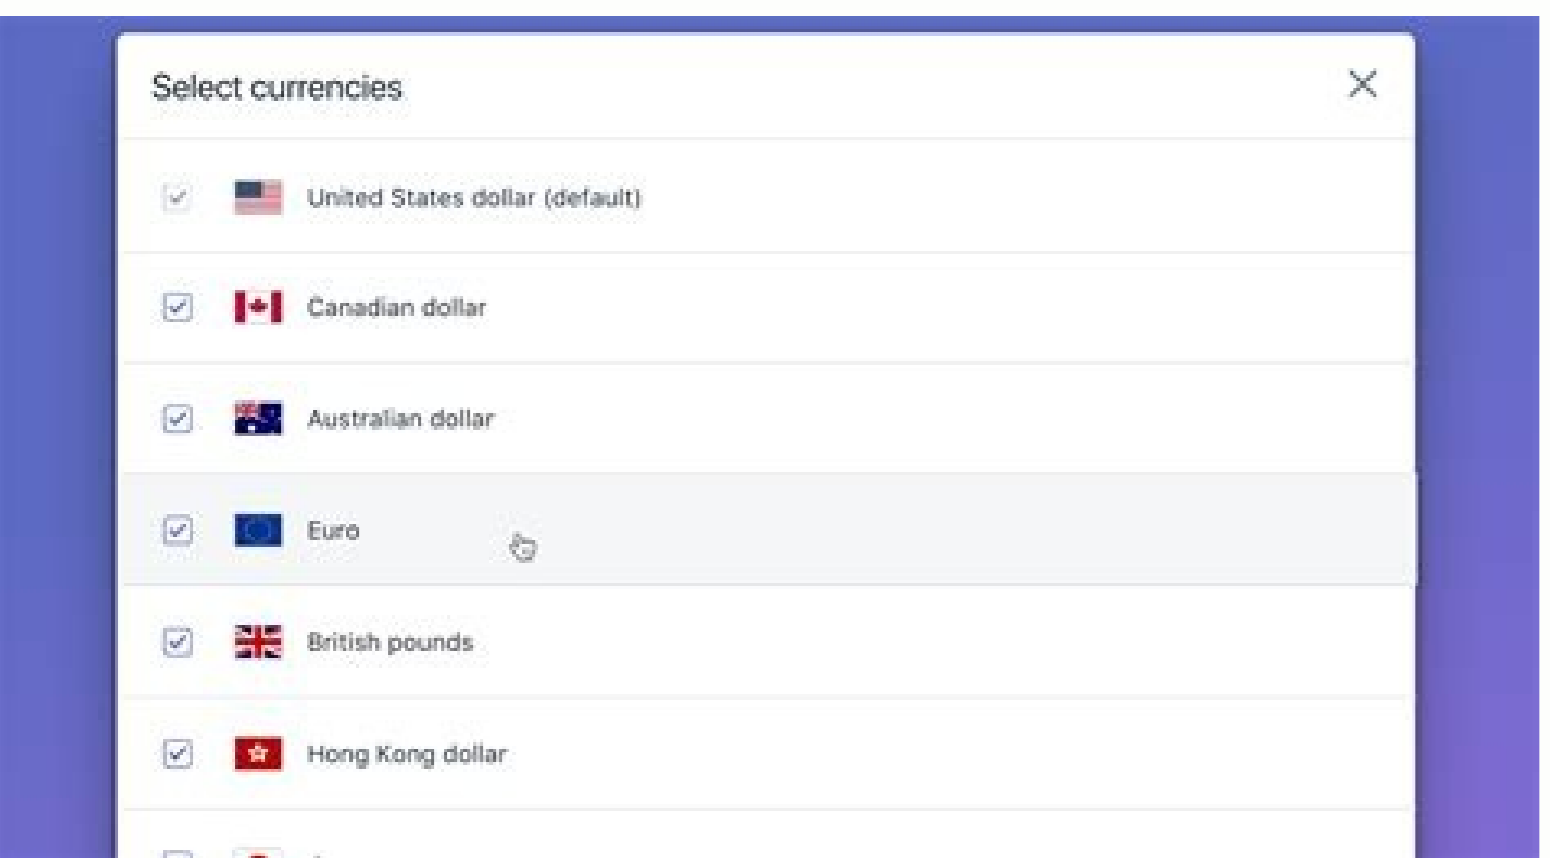 Select currencies
United States dollar (default)
Canadian dollar
Australian dollar
Euro
British pounds
Hong Kong dollar